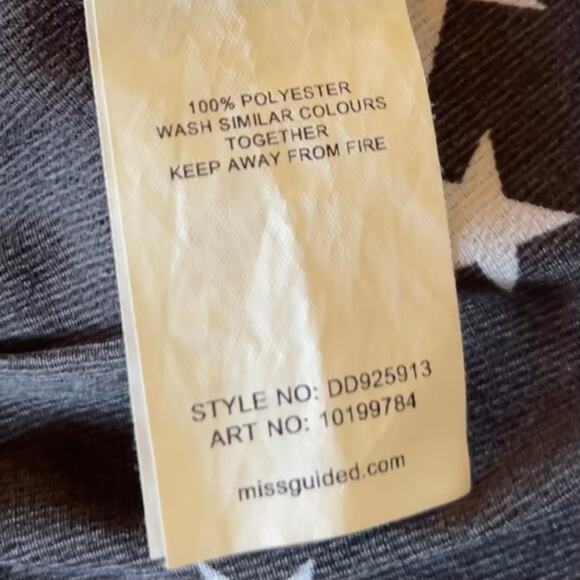 100% POLYESTER
WASH SIMILAR COLOURS
TOGETHER
KEEP AWAY FROM FIRE
STYLE NO: DD925913
ART NO: 10199784
missguided.com